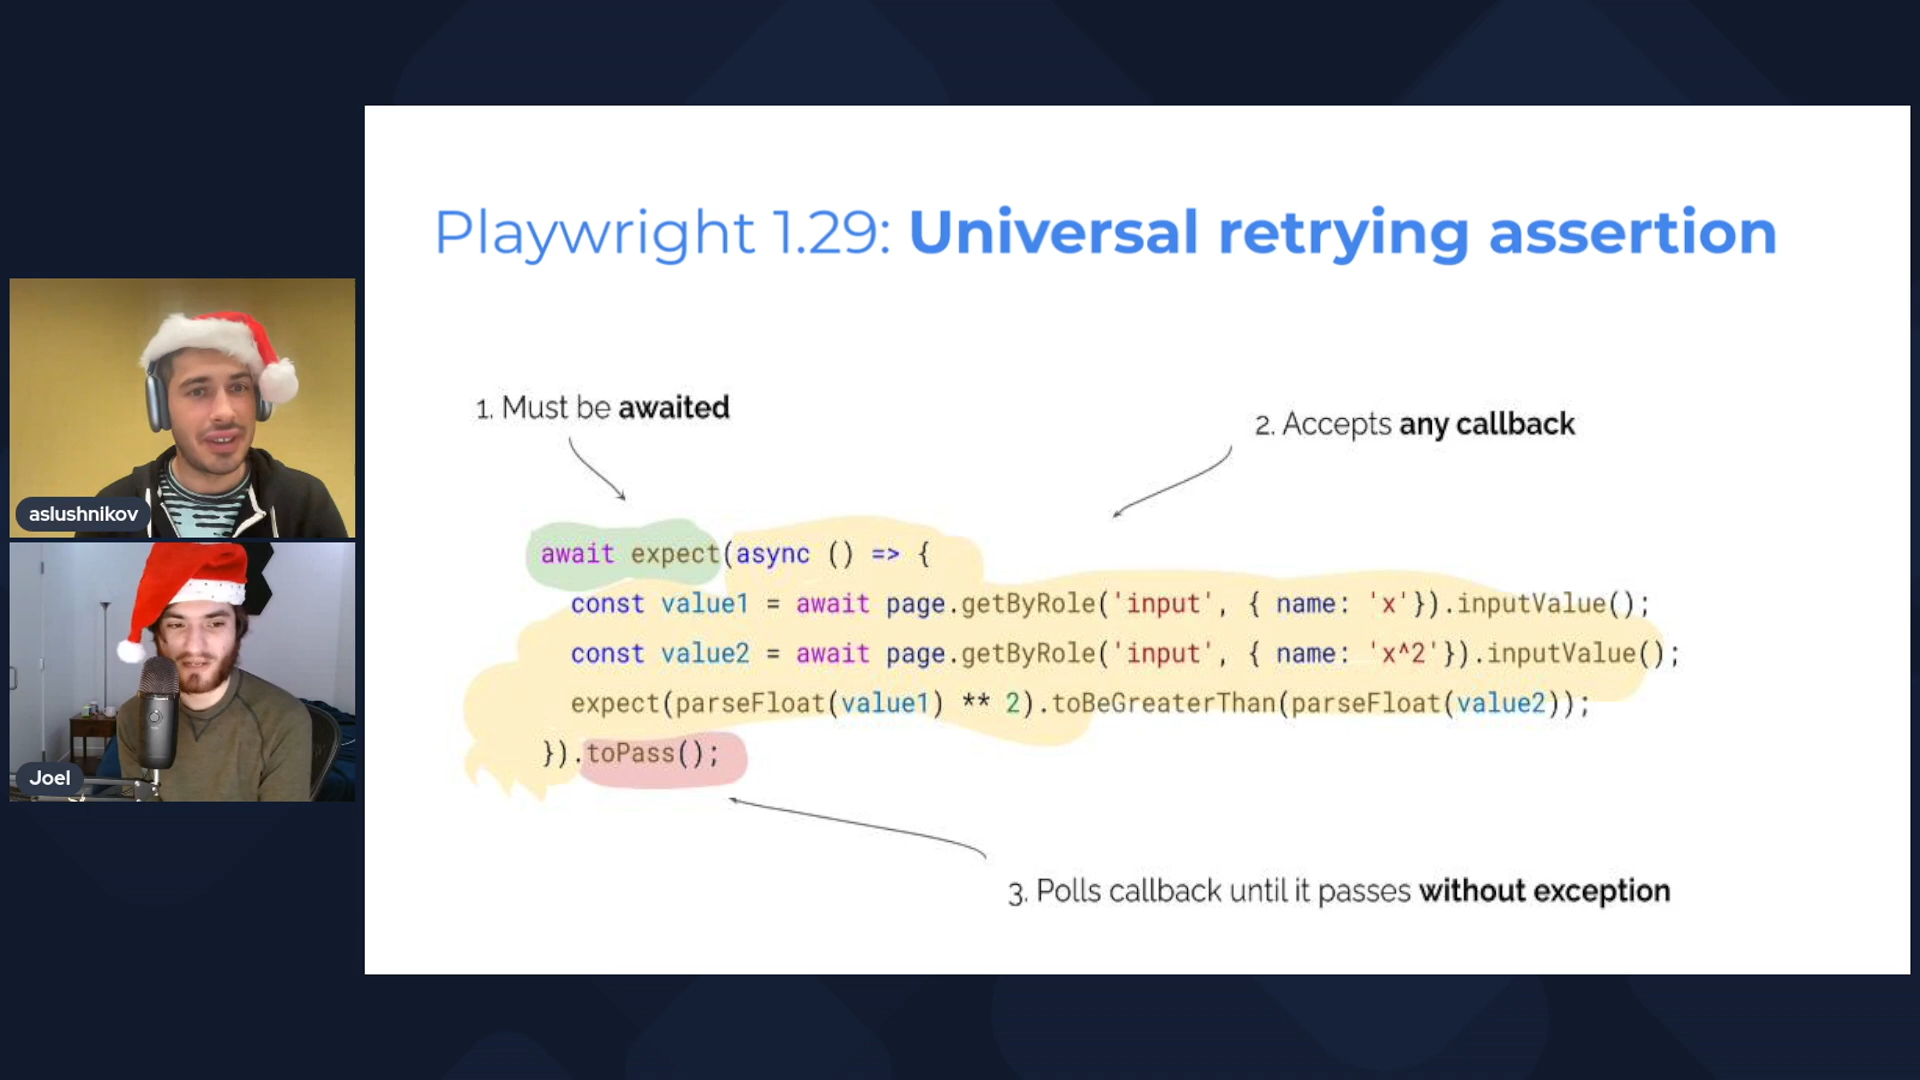 Playwright 1.29: Universal retrying assertion
1. Must be awaited
2. Accepts any callback
await expect(async () => {
const value1 = await page.getByRole('input', { name: 'x'}).inputValue();
const value2 = await page.getByRole('input', { name: 'x^2'}).inputValue();
expect(parseFloat(value1) ** 2).toBeGreaterThan(parseFloat(value2));
}).toPass();
3. Polls callback until it passes without exception
aslushnikov
Joel